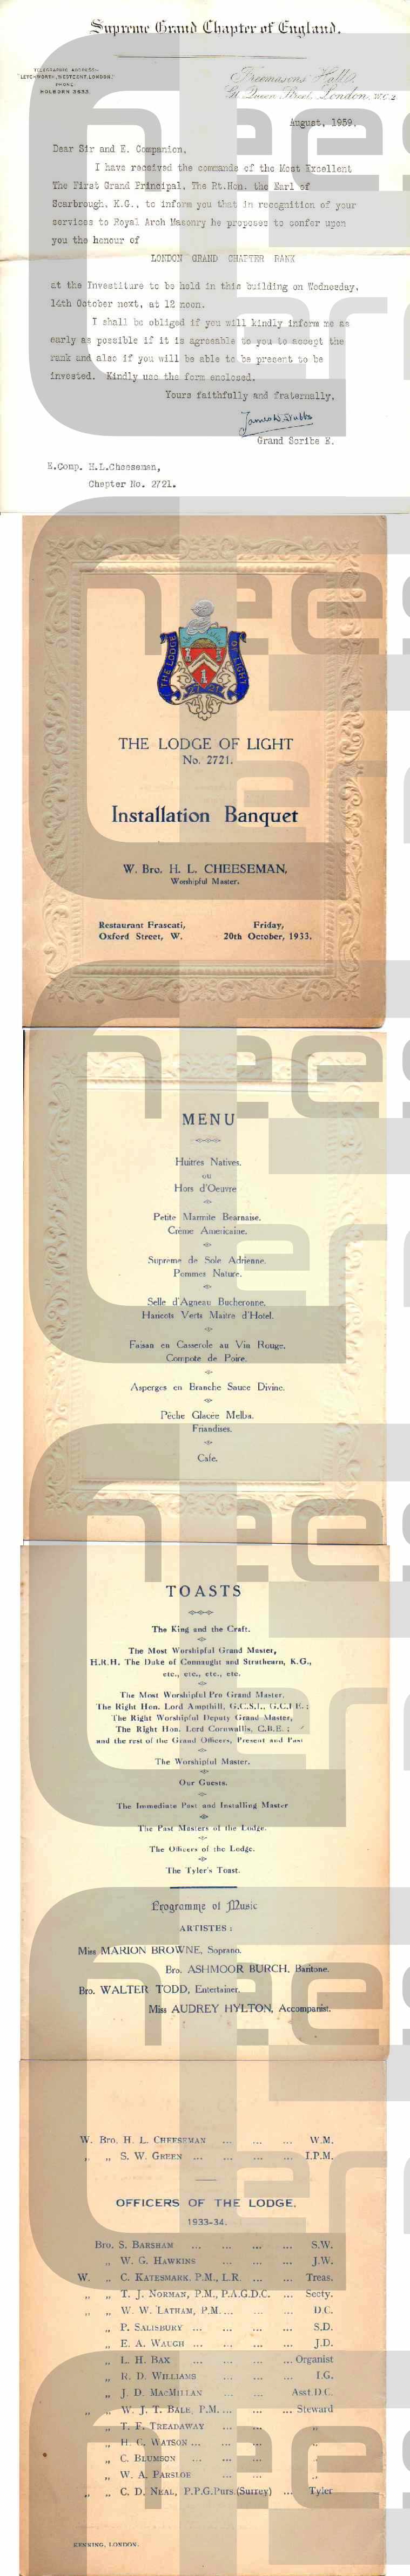 Supreme Grand Chapter of England.
TELEGRAPHIC ADDRESS:-
"LETCHWORTH, WESTCENT, LONDON."
PHONE:
HOLBORN 2833.
Freemasons' Hall,
Gt. Queen Street, London, W.C.2.
August, 1959.
Dear Sir and E. Companion,
I have received the commands of the Most Excellent
The First Grand Principal, The Rt.Hon. the Earl of
Scarbrough, K.G., to inform you that in recognition of your
services to Royal Arch Masonry he proposes to confer upon
you the honour of
LONDON GRAND CHAPTER RANK
at the Investiture to be held in this building on Wednesday,
14th October next, at 12 noon.
I shall be obliged if you will kindly inform me as
early as possible if it is agreeable to you to accept the
rank and also if you will be able to be present to be
invested. Kindly use the form enclosed.
Yours faithfully and fraternally,
James W Stubbs
Grand Scribe E.
E.Comp. H.L.Cheeseman,
Chapter No. 2721.
THE LODGE OF LIGHT
THE LODGE OF LIGHT
No. 2721.
Installation Banquet
W. Bro. H. L. CHEESEMAN,
Worshipful Master.
Restaurant Frascati,
Oxford Street, W.
Friday,
20th October, 1933.
MENU
Huitres Natives.
ou
Hors d'Oeuvre
Petite Marmite Bearnaise.
Crème Americaine.
Supreme de Sole Adrienne.
Pommes Nature.
Selle d'Agneau Bucheronne.
Haricots Verts Maitre d'Hotel.
Faisan en Casserole au Vin Rouge.
Compote de Poire.
Asperges en Branche Sauce Divine.
Pêche Glacée Melba.
Friandises.
Café.
TOASTS
The King and the Craft.
The Most Worshipful Grand Master,
H.R.H. The Duke of Connaught and Strathearn, K.G.,
etc., etc., etc., etc.
The Most Worshipful Pro Grand Master,
The Right Hon. Lord Ampthill, G.C.S.I., G.C.I.E. ;
The Right Worshipful Deputy Grand Master,
The Right Hon. Lord Cornwallis, C.B.E. ;
and the rest of the Grand Officers, Present and Past
The Worshipful Master.
Our Guests.
The Immediate Past and Installing Master
The Past Masters of the Lodge.
The Officers of the Lodge.
The Tyler's Toast.
Programme of Music
ARTISTES :
Miss MARION BROWNE, Soprano.
Bro. ASHMOOR BURCH, Baritone.
Bro. WALTER TODD, Entertainer.
Miss AUDREY HYLTON, Accompanist.
W. Bro. H. L. CHEESEMAN ... ... ... W.M.
„ „ S. W. GREEN ... ... ... ... I.P.M.
OFFICERS OF THE LODGE.
1933-34.
Bro. S. BARSHAM ... ... ... ... S.W.
„ W. G. HAWKINS ... ... ... J.W.
W. „ C. KATESMARK, P.M., L.R. ... ... Treas.
„ „ T. J. NORMAN, P.M., P.A.G.D.C. ... Secty.
„ „ W. W. LATHAM, P.M. ... ... ... D.C.
„ P. SALISBURY ... ... ... ... S.D.
„ E. A. WAUGH ... ... ... ... J.D.
„ L. H. BAX ... ... ... ... Organist
„ R. D. WILLIAMS ... ... ... I.G.
„ J. D. MACMILLAN ... ... Asst D.C.
„ „ W. J. T. BALE, P.M. ... ... ... Steward
„ T. F. TREADAWAY ... ... „
„ H. C. WATSON ... ... ... „
„ C. BLUMSON ... ... ... „
„ W. A. PARSLOE ... ... „
„ „ C. D. NEAL, P.P.G.Purs. (Surrey) ... Tyler
KENNING, LONDON.